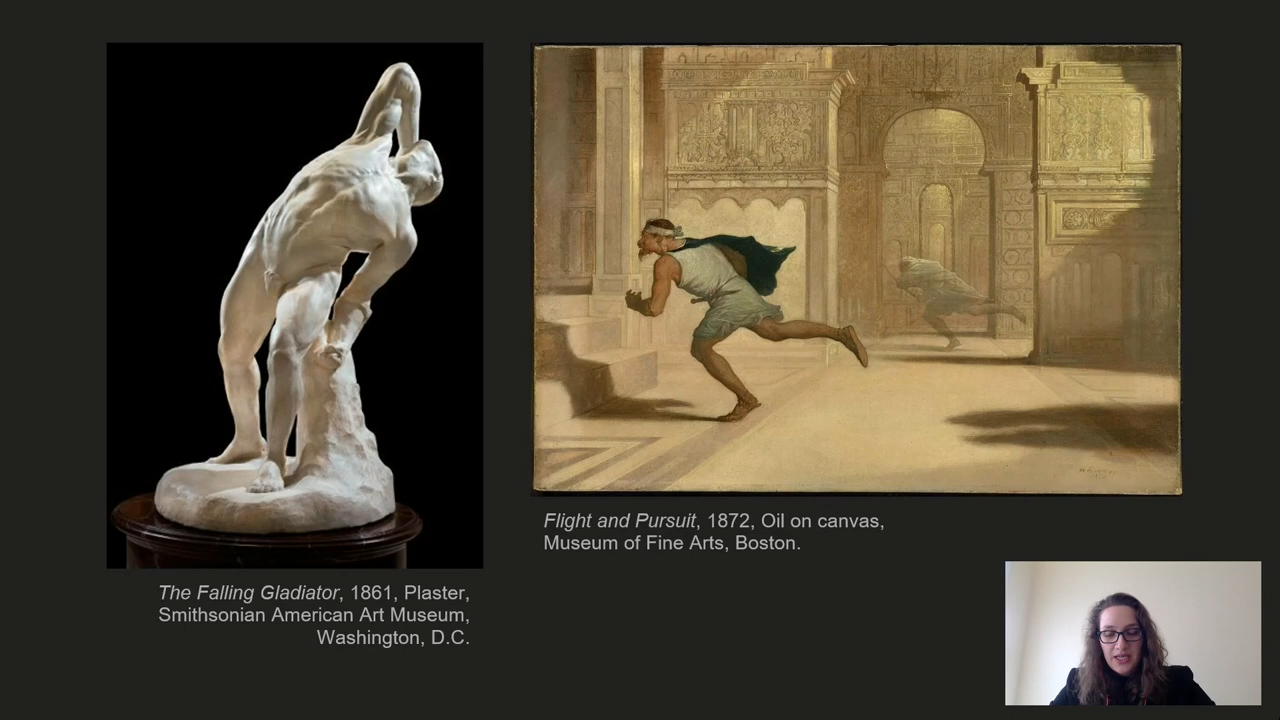 Flight and Pursuit, 1872, Oil on canvas,
Museum of Fine Arts, Boston.
The Falling Gladiator, 1861, Plaster,
Smithsonian American Art Museum,
Washington, D.C.